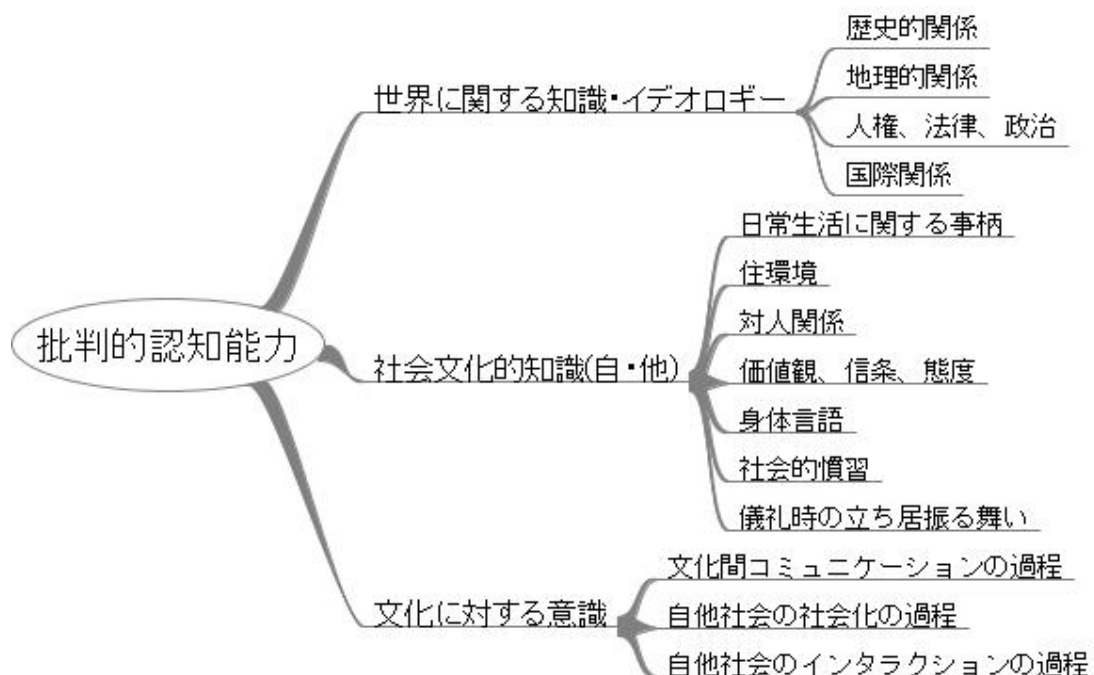 批判的認知能力
世界に関する知識・イデオロギー
歴史的関係
地理的関係
人権、法律、政治
国際関係
社会文化的知識(自・他)
日常生活に関する事柄
住環境
対人関係
価値観、信条、態度
身体言語
社会的慣習
儀礼時の立ち居振る舞い
文化に対する意識
文化間コミュニケーションの過程
自他社会の社会化の過程
自他社会のインタラクションの過程